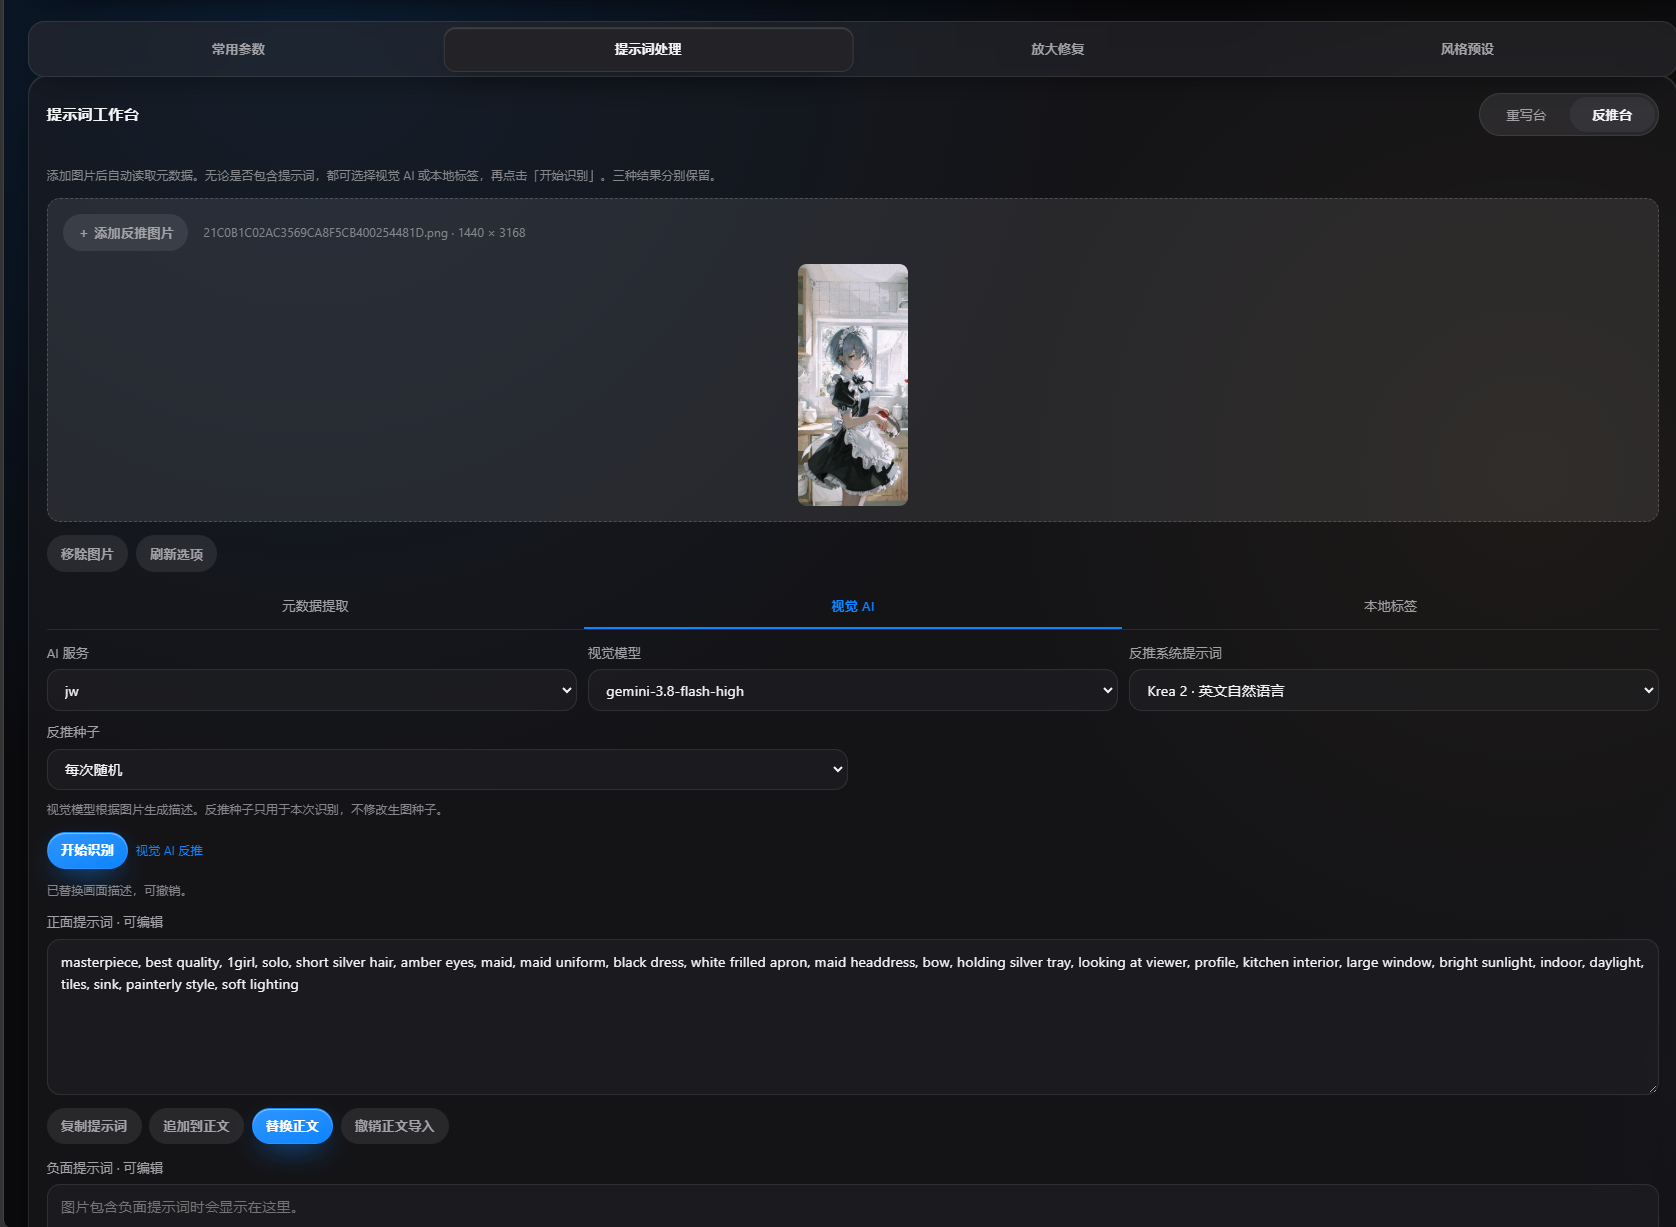 常用参数
提示词处理
放大修复
风格预设
提示词工作台
重写台
反推台
添加图片后自动读取元数据。无论是否包含提示词，都可选择视觉 AI 或本地标签，再点击「开始识别」。三种结果分别保留。
+ 添加反推图片
21C0B1C02AC3569CA8F5CB400254481D.png · 1440 × 3168
移除图片
刷新选项
元数据提取
视觉 AI
本地标签
AI 服务
视觉模型
反推系统提示词
jw
gemini-3.8-flash-high
Krea 2 · 英文自然语言
反推种子
每次随机
视觉模型根据图片生成描述。反推种子只用于本次识别，不修改生图种子。
开始识别
视觉 AI 反推
已替换画面描述，可撤销。
正面提示词 · 可编辑
masterpiece, best quality, 1girl, solo, short silver hair, amber eyes, maid, maid uniform, black dress, white frilled apron, maid headdress, bow, holding silver tray, looking at viewer, profile, kitchen interior, large window, bright sunlight, indoor, daylight,
tiles, sink, painterly style, soft lighting
复制提示词
追加到正文
替换正文
撤销正文导入
负面提示词 · 可编辑
图片包含负面提示词时会显示在这里。